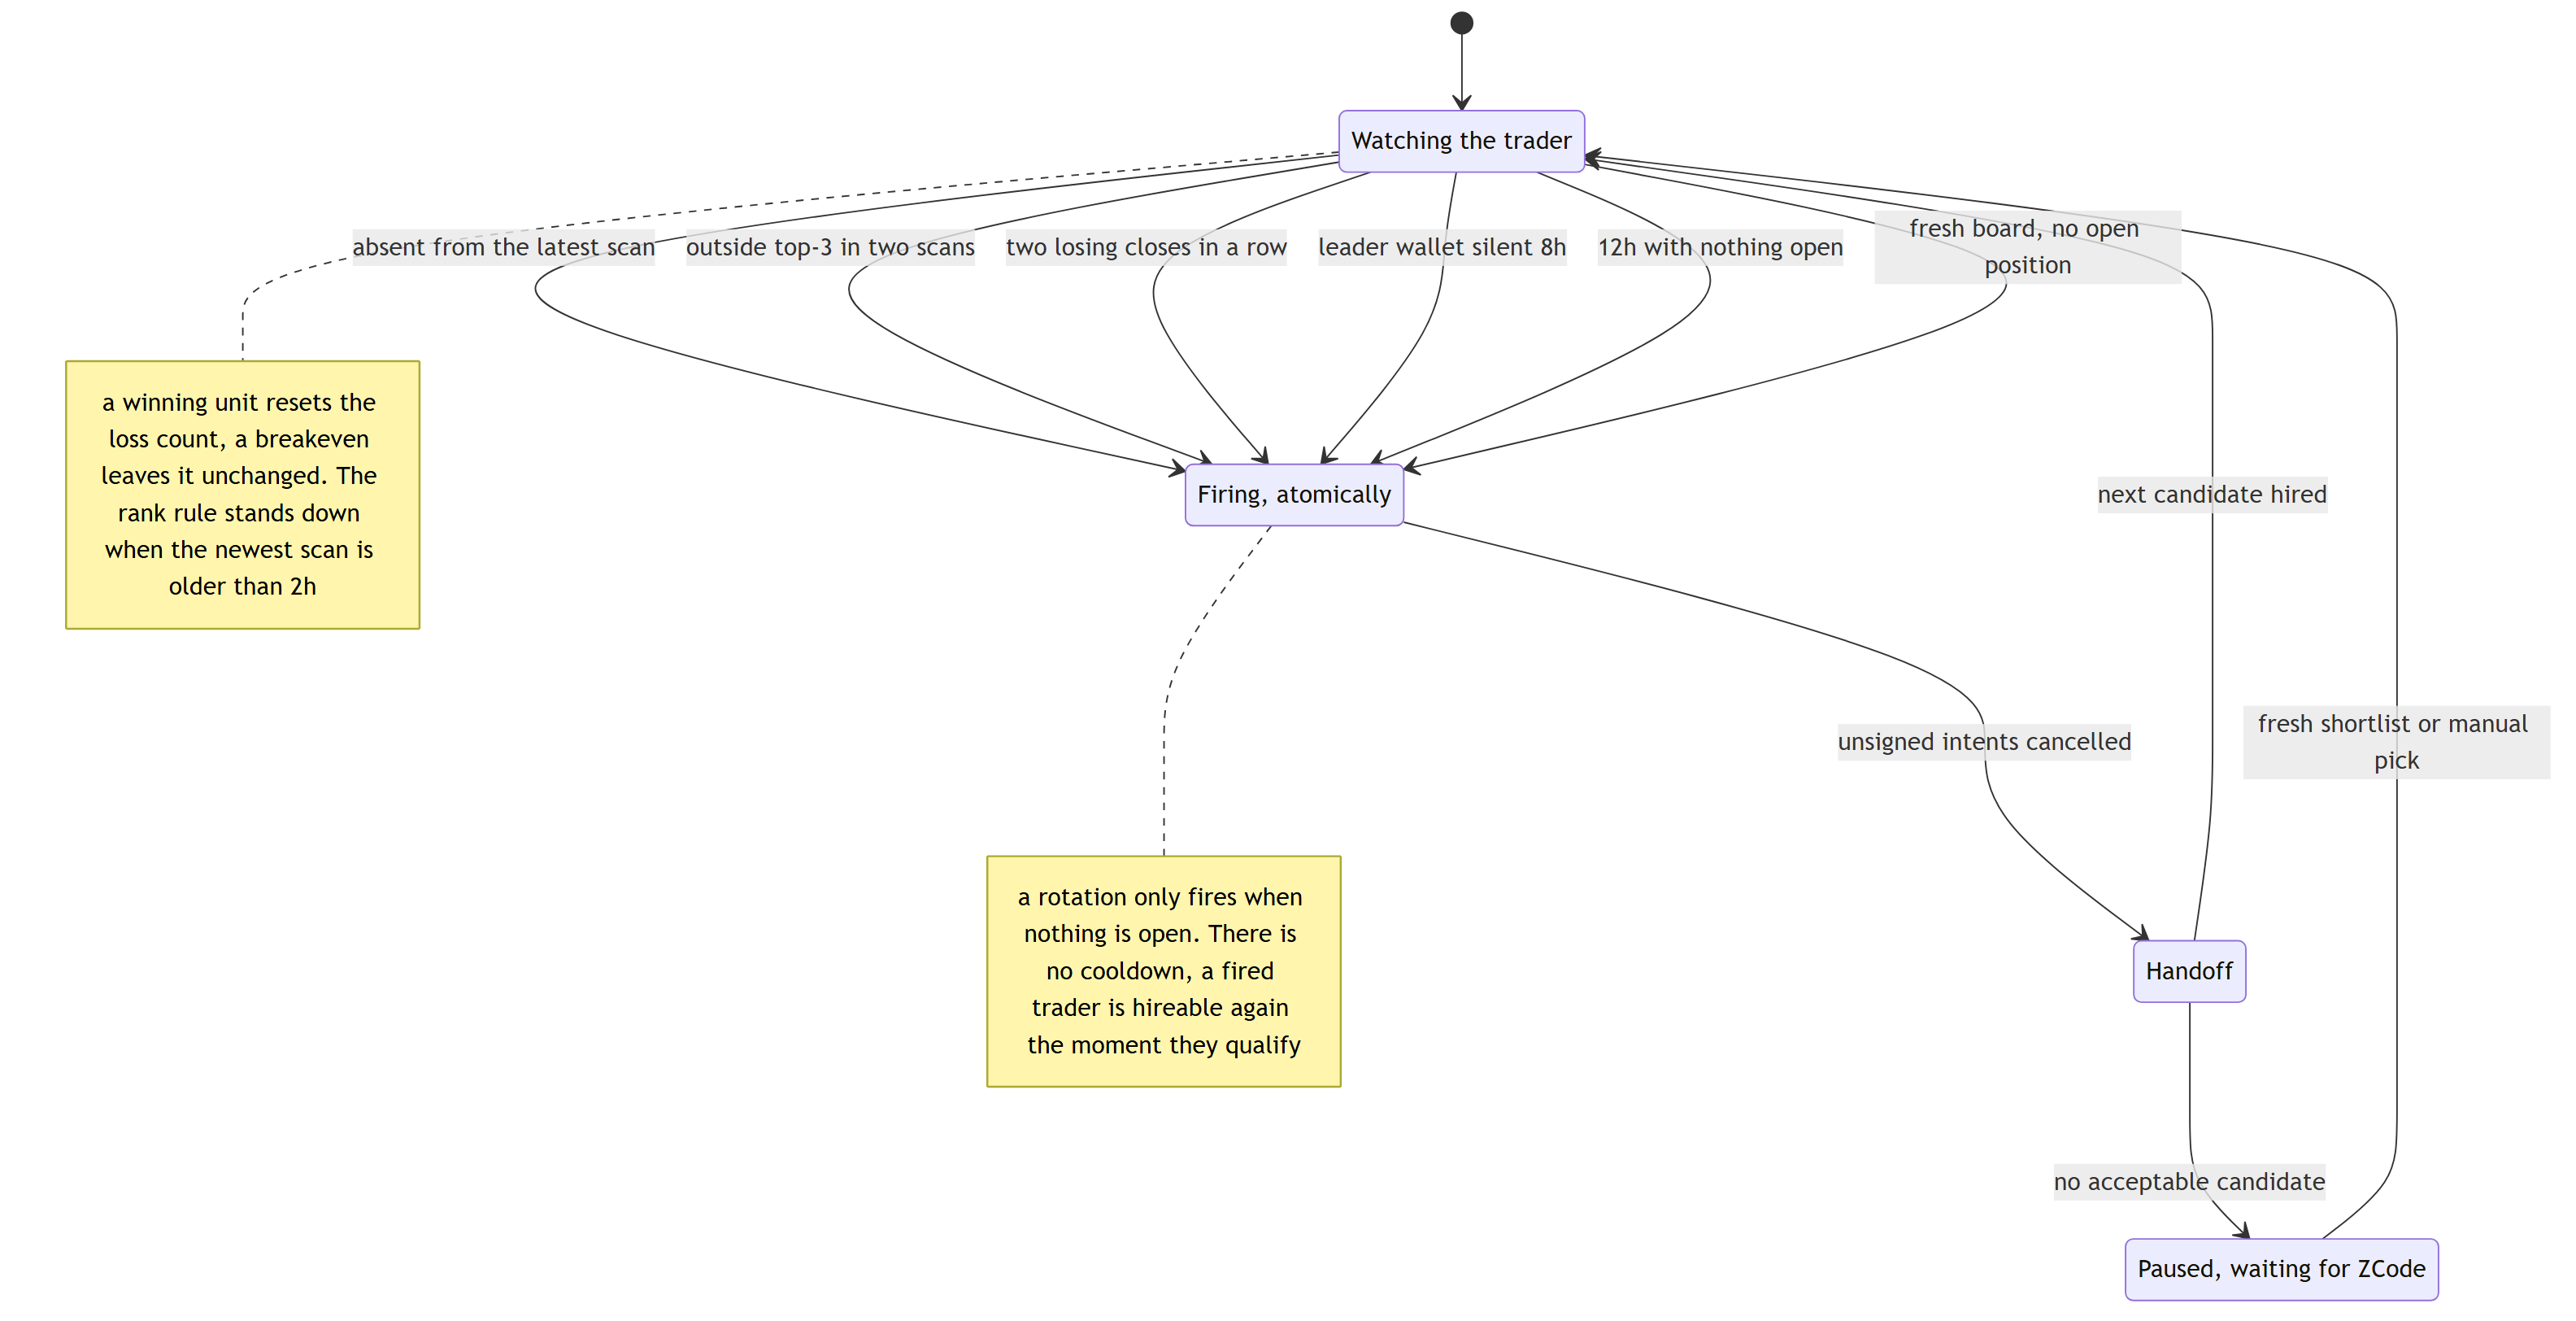 Watching the trader
absent from the latest scan
outside top-3 in two scans
two losing closes in a row
leader wallet silent 8h
12h with nothing open
fresh board, no open
position
a winning unit resets the
loss count, a breakeven
leaves it unchanged. The
rank rule stands down
when the newest scan is
older than 2h
Firing, atomically
next candidate hired
unsigned intents cancelled
fresh shortlist or manual
pick
a rotation only fires when
nothing is open. There is
no cooldown, a fired
trader is hireable again
the moment they qualify
Handoff
no acceptable candidate
Paused, waiting for ZCode